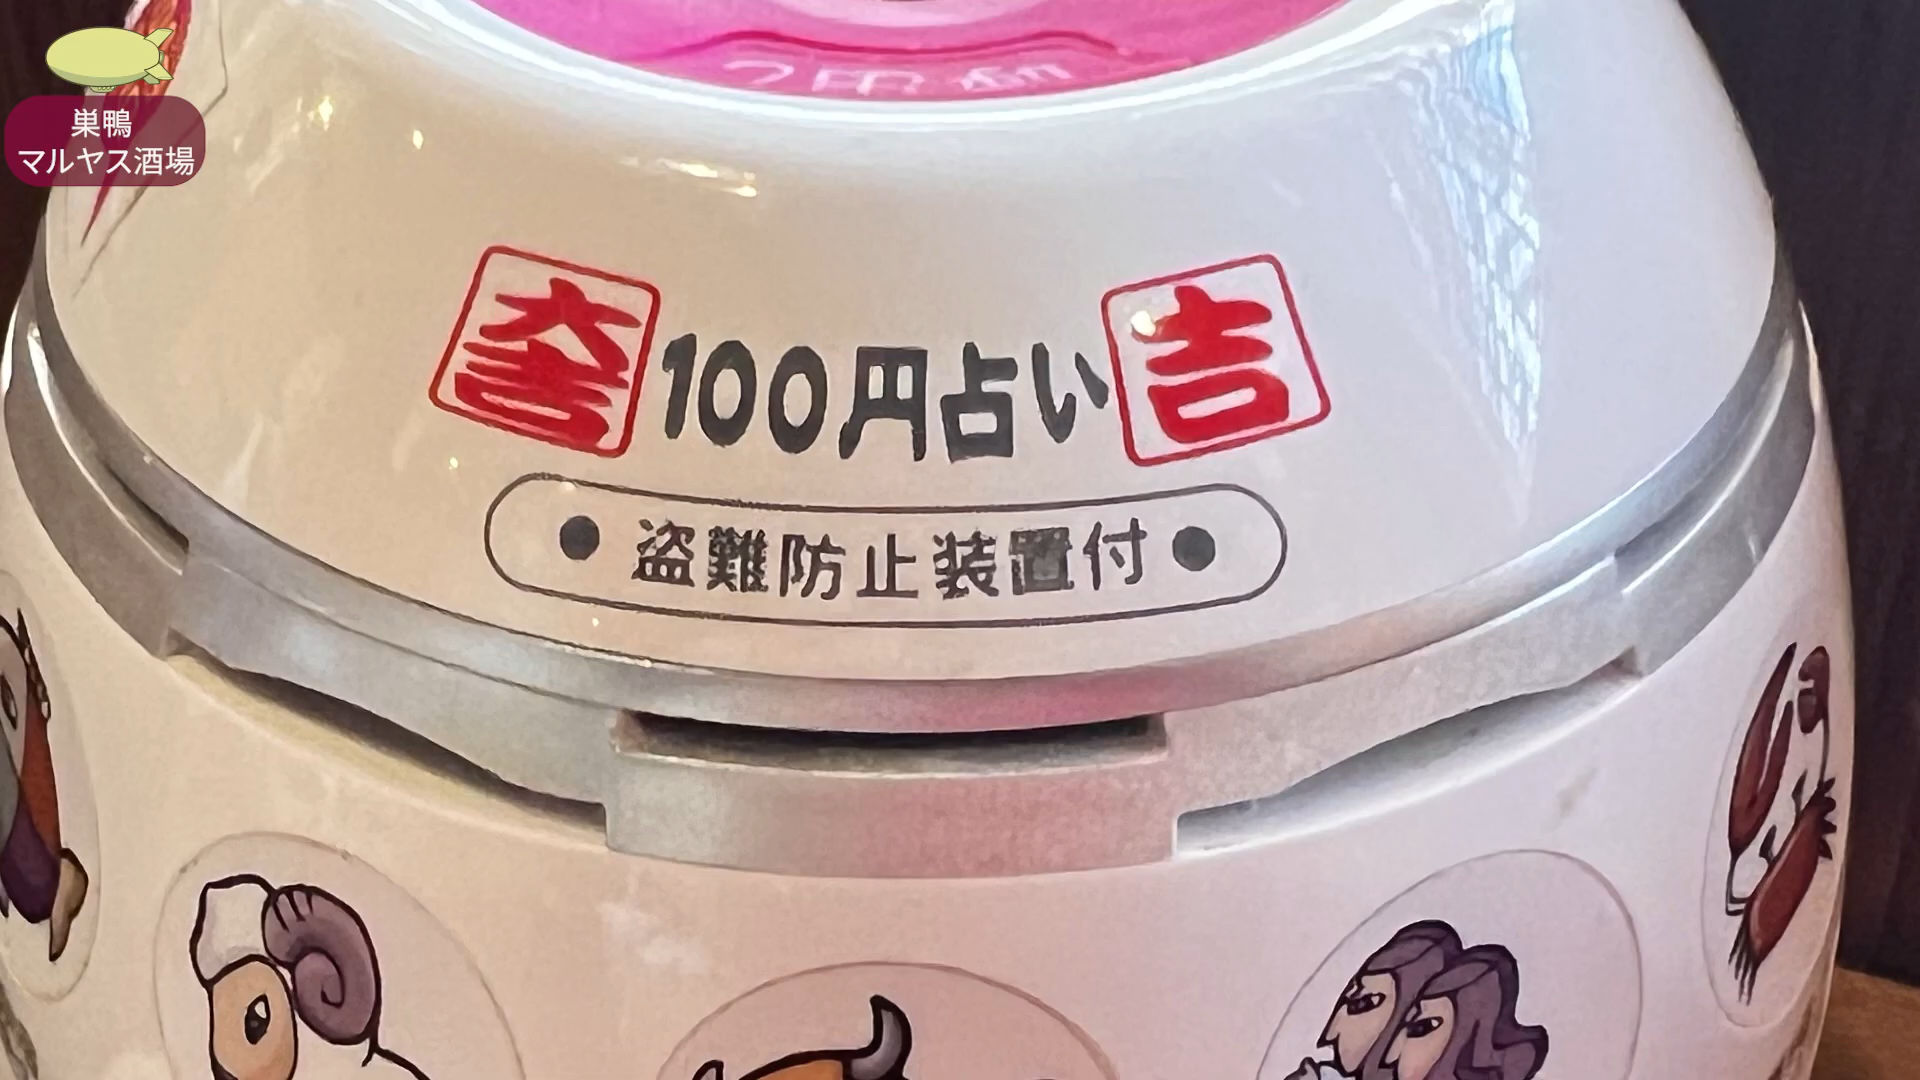 巣鴨
マルヤス酒場
大吉 100円占い 吉
● 盗難防止装置付 ●